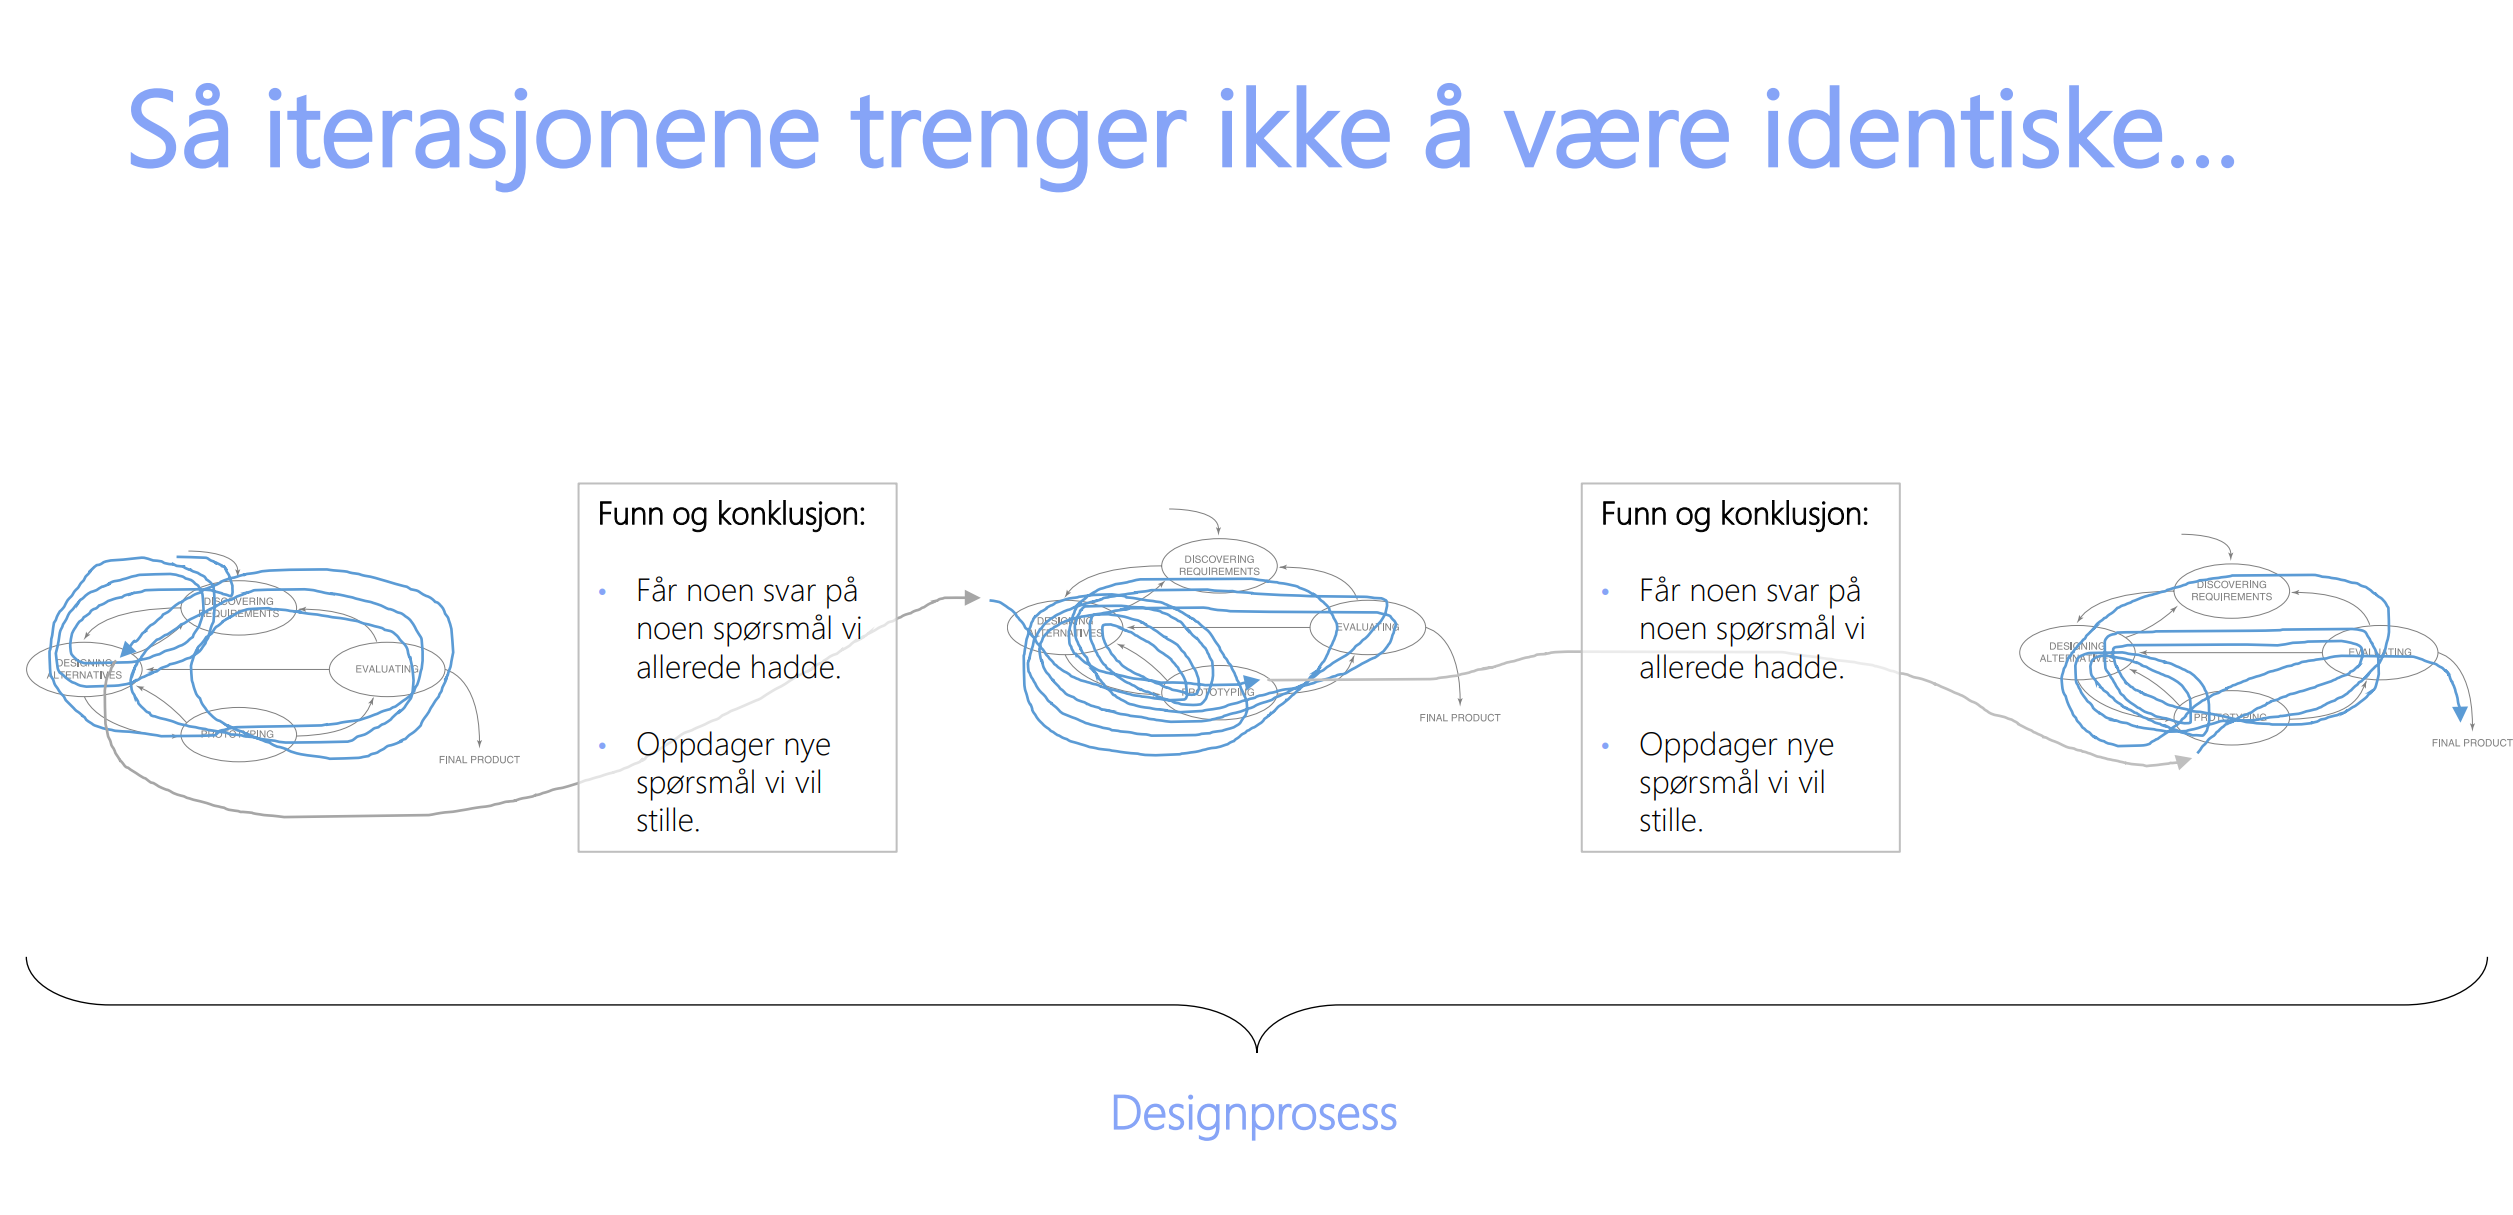 Så iterasjonene trenger ikke å være identiske...
DISCOVERING
REQUIREMENTS
DESIGNING
ALTERNATIVES
EVALUATING
PROTOTYPING
FINAL PRODUCT
Funn og konklusjon:
• Får noen svar på
noen spørsmål vi
allerede hadde.
• Oppdager nye
spørsmål vi vil
stille.
DISCOVERING
REQUIREMENTS
DESIGNING
ALTERNATIVES
EVALUATING
PROTOTYPING
FINAL PRODUCT
Funn og konklusjon:
• Får noen svar på
noen spørsmål vi
allerede hadde.
• Oppdager nye
spørsmål vi vil
stille.
DISCOVERING
REQUIREMENTS
DESIGNING
ALTERNATIVES
EVALUATING
PROTOTYPING
FINAL PRODUCT
Designprosess